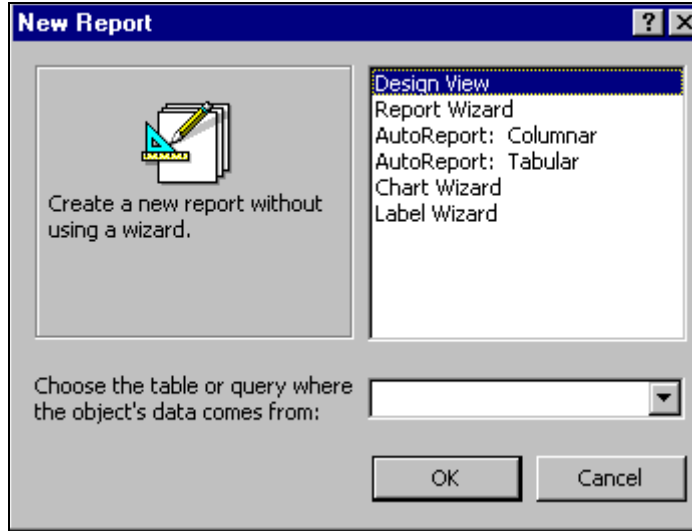 New Report
Design View
Report Wizard
AutoReport: Columnar
AutoReport: Tabular
Chart Wizard
Label Wizard
Create a new report without
using a wizard.
Choose the table or query where
the object's data comes from:
OK
Cancel